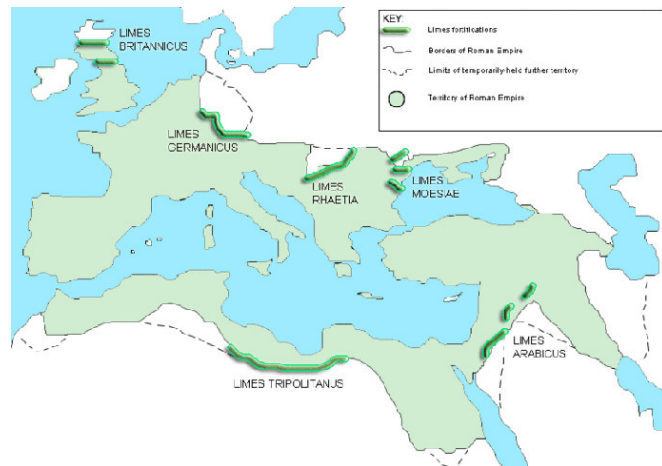 LIMES
BRITANNICUS
KEY:
Limes fortifications
Borders of Roman Empire
Limits of temporarily-held further territory
Territory of Roman Empire
LIMES
GERMANICUS
LIMES
RHAETIA
LIMES
MOESIAE
LIMES
ARABICUS
LIMES TRIPOLITANUS